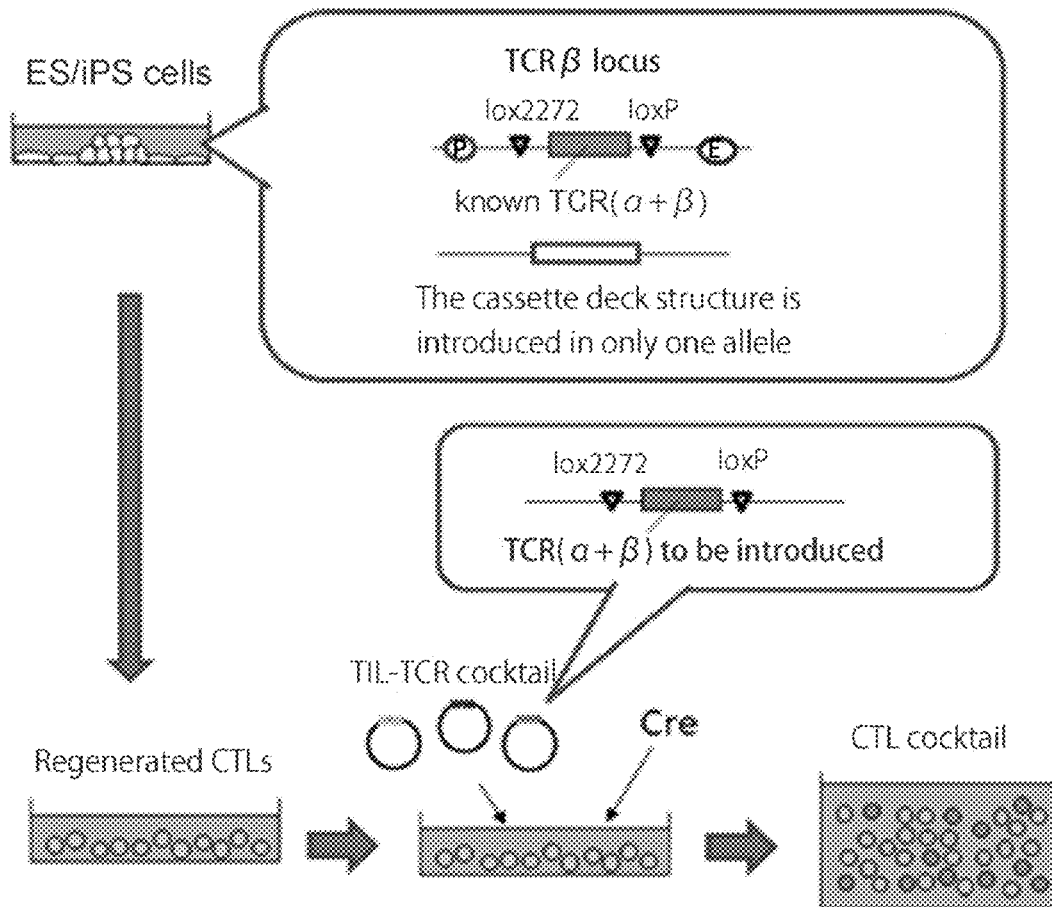 ES/iPS cells
TCR β locus
lox2272 loxP
P E
known TCR(α+β)
The cassette deck structure is
introduced in only one allele
lox2272 loxP
TCR(α+β) to be introduced
TIL-TCR cocktail
Cre
CTL cocktail
Regenerated CTLs